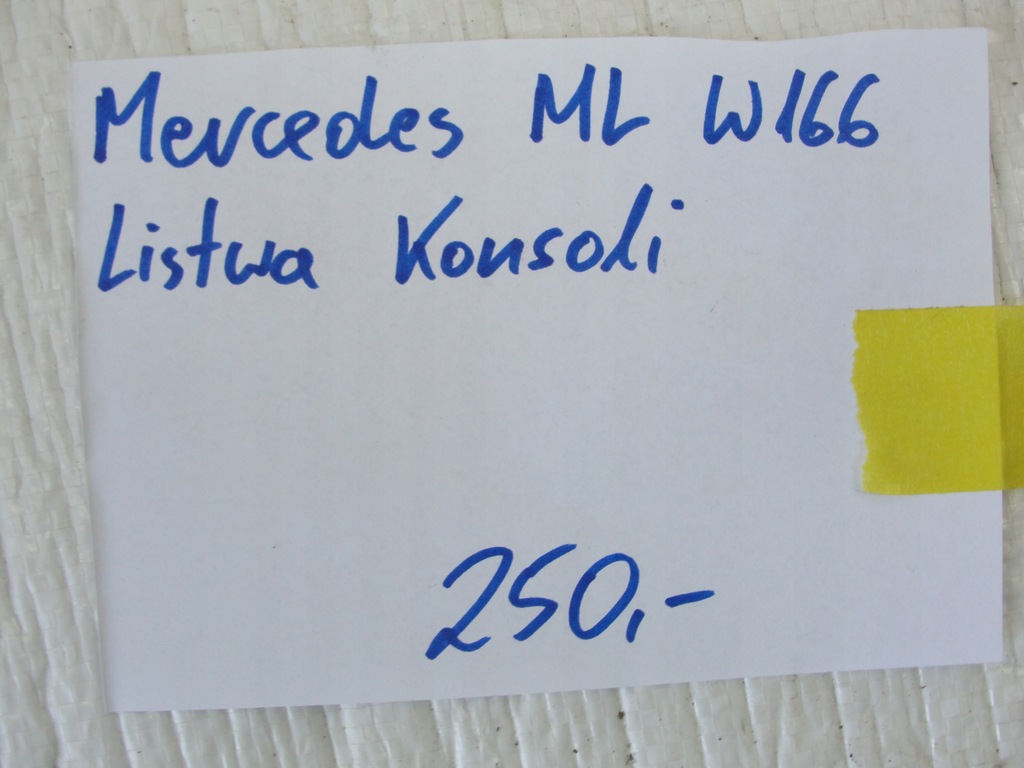 Mercedes ML W166
Listwa Konsoli
250,-